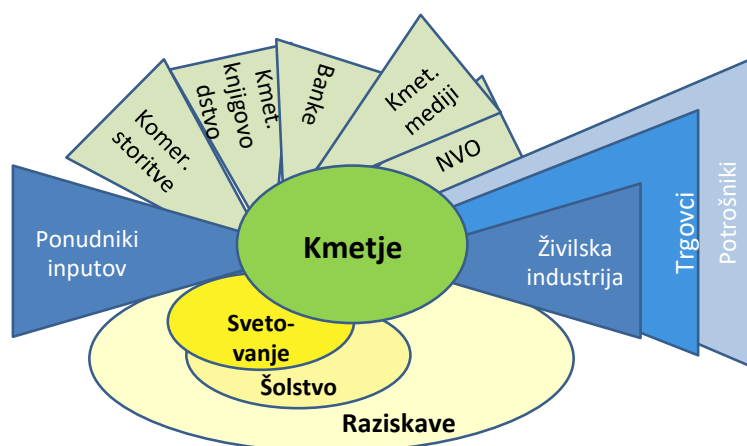 Komer.
storitve
Kmet.
knjigovo
dstvo
Banke
Kmet.
mediji
NVO
Ponudniki
inputov
Kmetje
Živilska
industrija
Trgovci
Potrošniki
Sveto-
vanje
Šolstvo
Raziskave